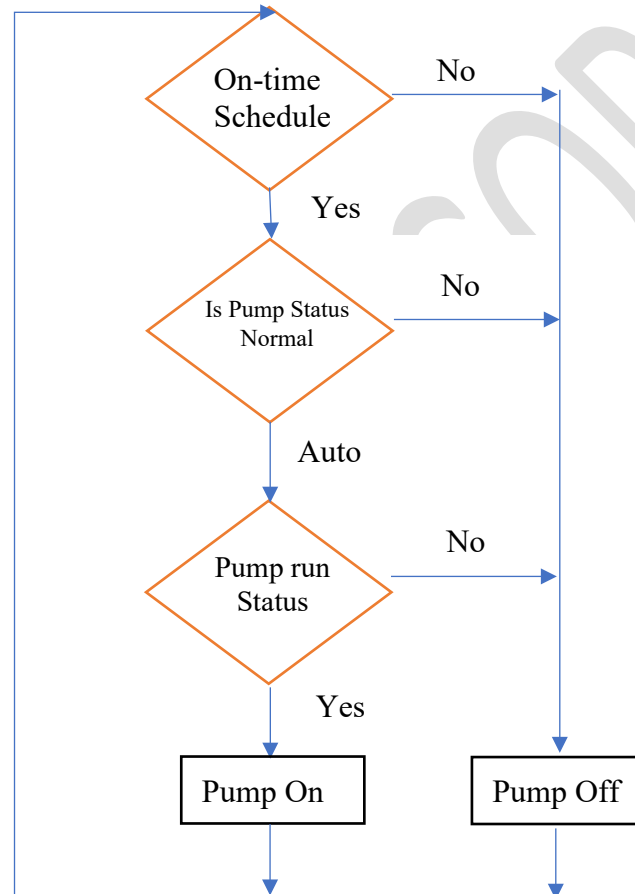 On-time
Schedule
No
Yes
Is Pump Status
Normal
No
Auto
Pump run
Status
No
Yes
Pump On
Pump Off